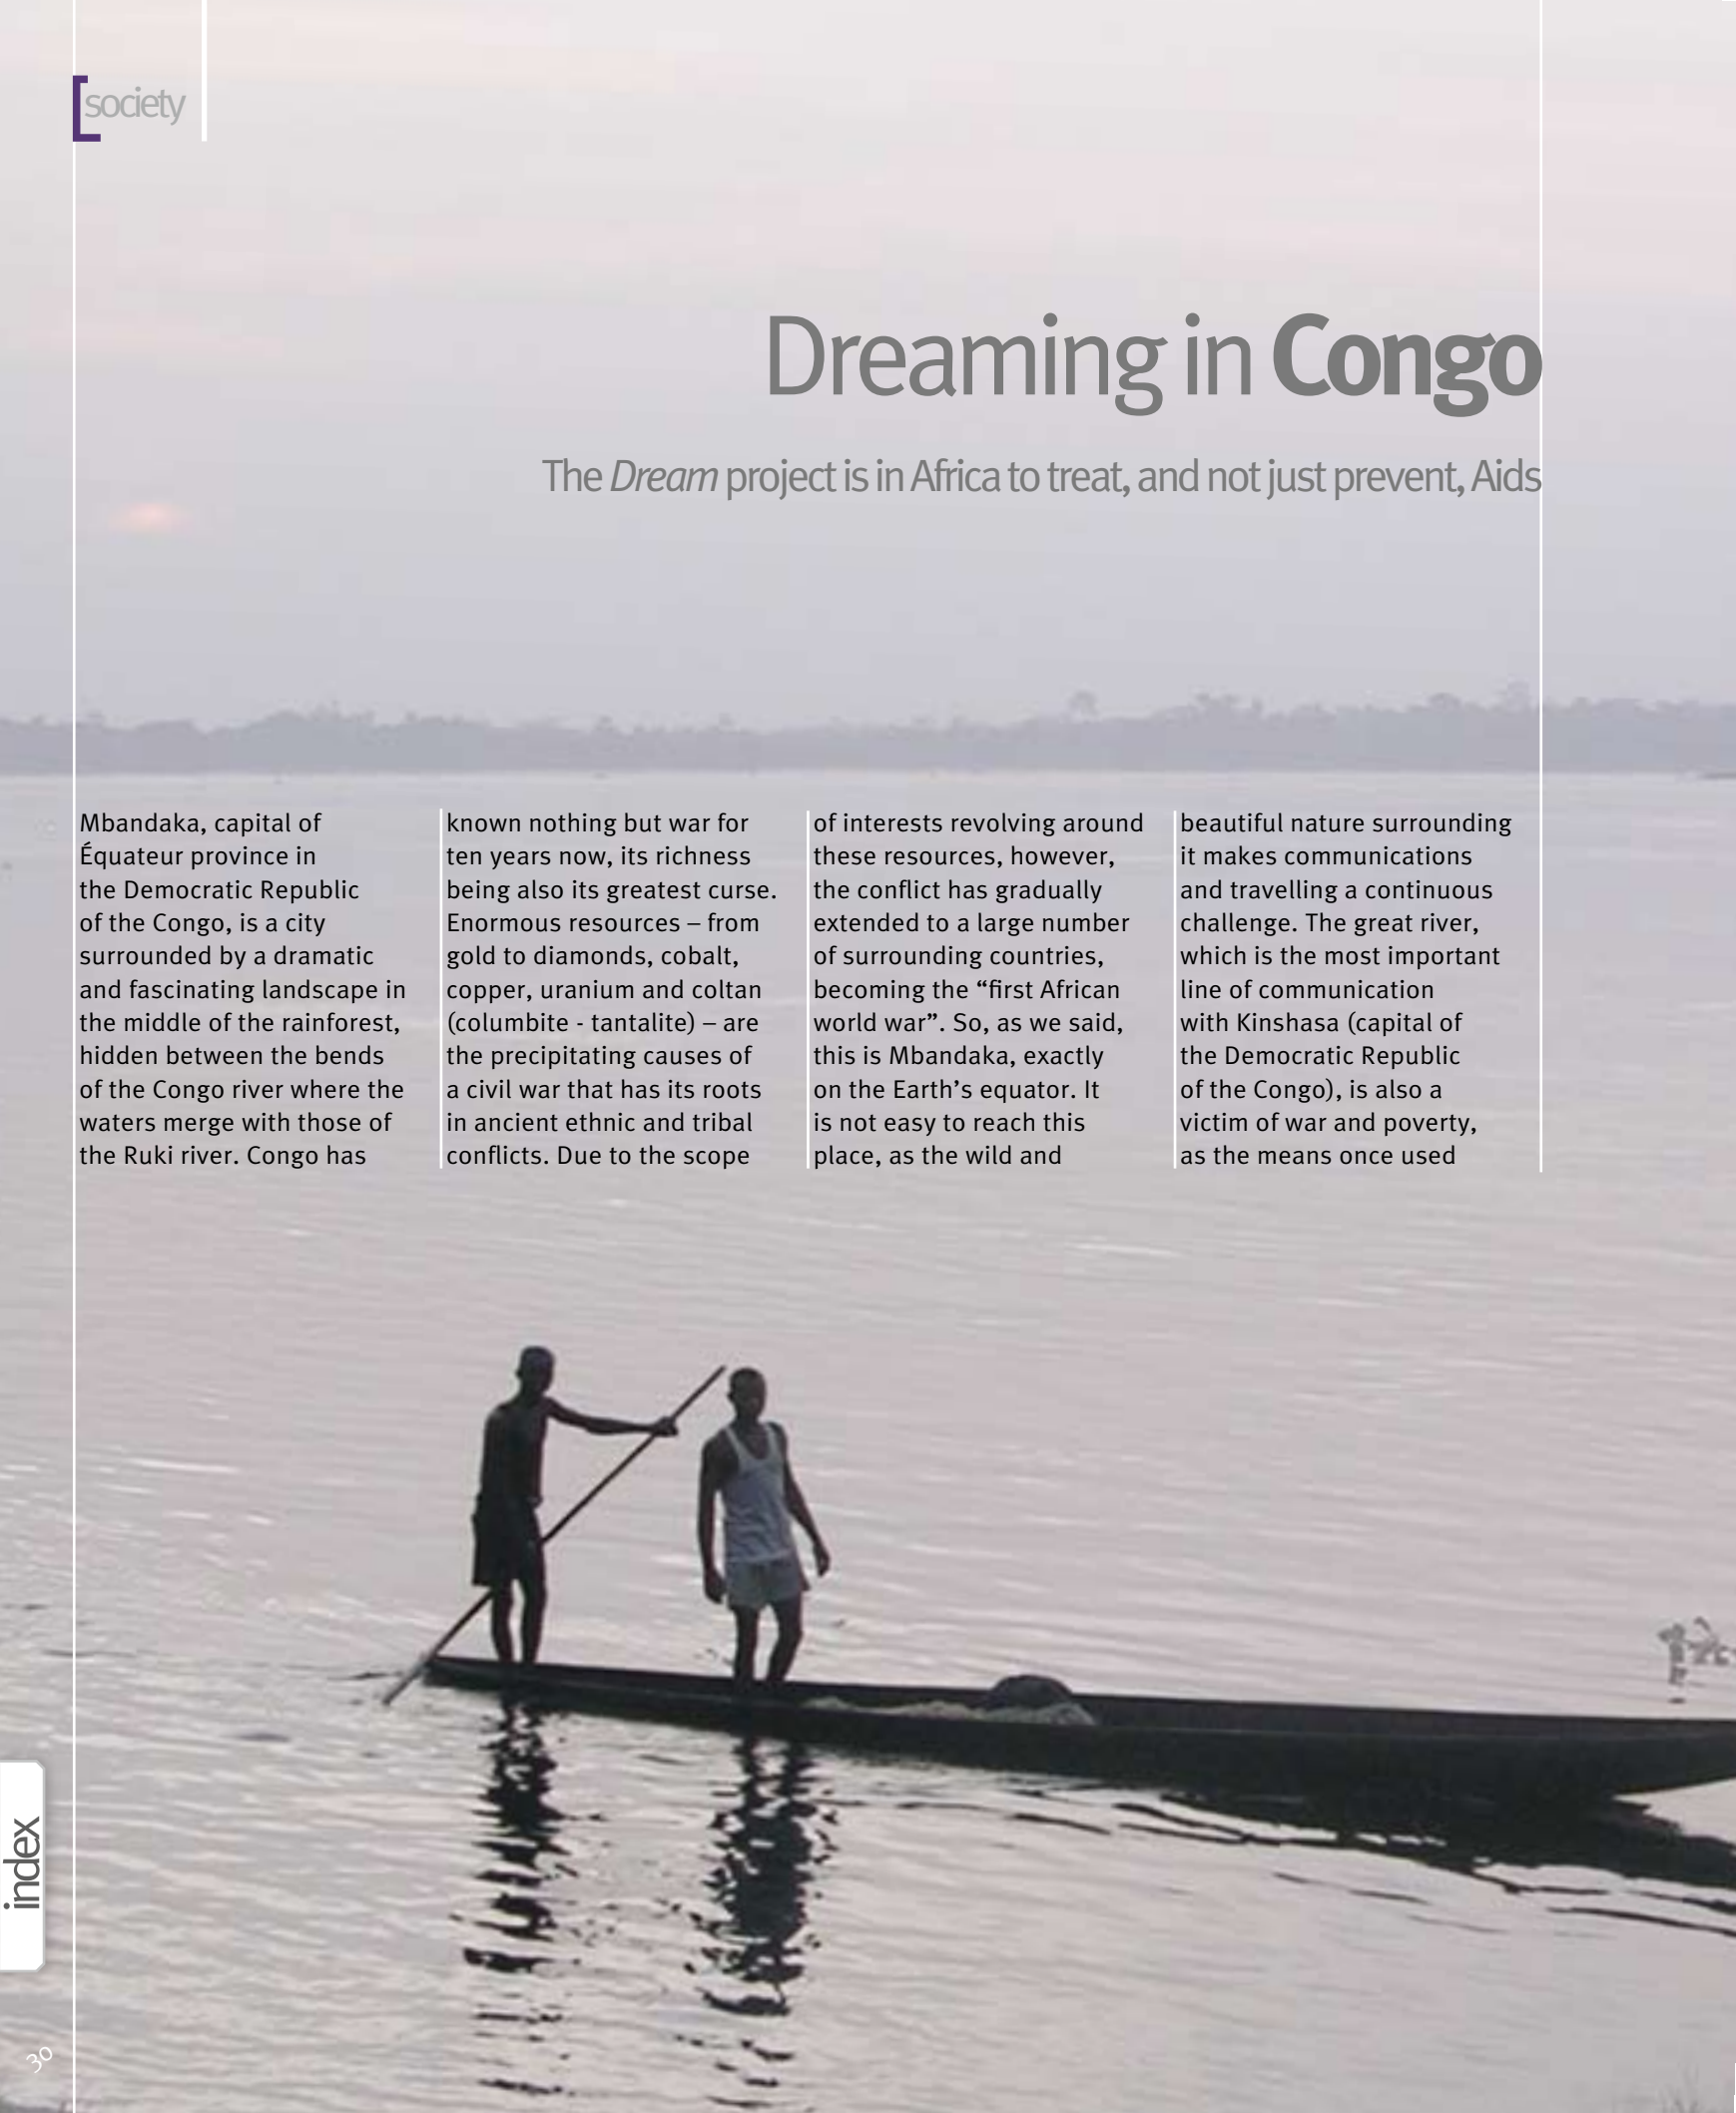 society
Dreaming in Congo
The Dream project is in Africa to treat, and not just prevent, Aids
Mbandaka, capital of
Équateur province in
the Democratic Republic
of the Congo, is a city
surrounded by a dramatic
and fascinating landscape in
the middle of the rainforest,
hidden between the bends
of the Congo river where the
waters merge with those of
the Ruki river. Congo has
known nothing but war for
ten years now, its richness
being also its greatest curse.
Enormous resources – from
gold to diamonds, cobalt,
copper, uranium and coltan
(columbite - tantalite) – are
the precipitating causes of
a civil war that has its roots
in ancient ethnic and tribal
conflicts. Due to the scope
of interests revolving around
these resources, however,
the conflict has gradually
extended to a large number
of surrounding countries,
becoming the “first African
world war”. So, as we said,
this is Mbandaka, exactly
on the Earth’s equator. It
is not easy to reach this
place, as the wild and
beautiful nature surrounding
it makes communications
and travelling a continuous
challenge. The great river,
which is the most important
line of communication
with Kinshasa (capital of
the Democratic Republic
of the Congo), is also a
victim of war and poverty,
as the means once used
index
30